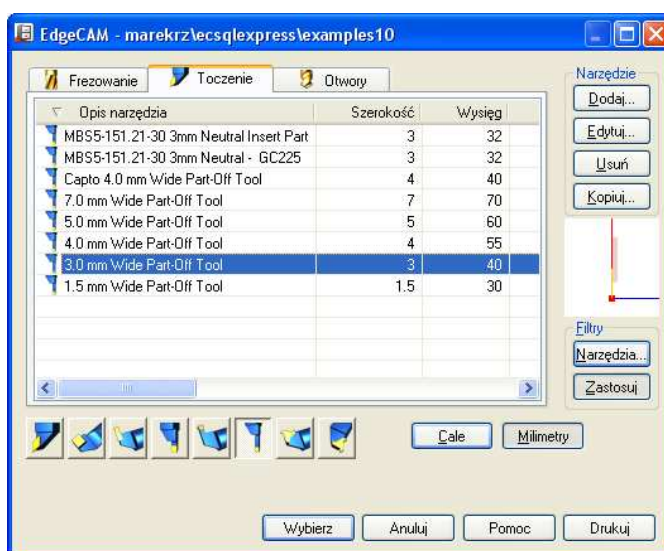 EdgeCAM - marekrz\ecsqlexpress\examples10
Frezowanie Toczenie Otwory
Opis narzędzia Szerokość Wysięg
MBS5-151.21-30 3mm Neutral Insert Part 3 32
MBS5-151.21-30 3mm Neutral - GC225 3 32
Capto 4.0 mm Wide Part-Off Tool 4 40
7.0 mm Wide Part-Off Tool 7 70
5.0 mm Wide Part-Off Tool 5 60
4.0 mm Wide Part-Off Tool 4 55
3.0 mm Wide Part-Off Tool 3 40
1.5 mm Wide Part-Off Tool 1.5 30
Narzędzie
Dodaj...
Edytuj...
Usuń
Kopiuj...
Filtry
Narzędzia...
Zastosuj
Cale Milimetry
Wybierz Anuluj Pomoc Drukuj